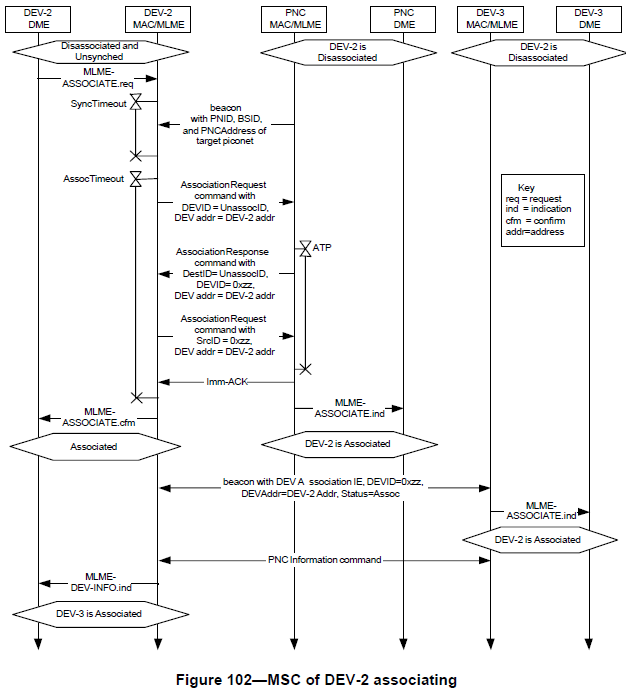 DEV-2
DME
DEV-2
MAC/MLME
PNC
MAC/MLME
PNC
DME
DEV-3
MAC/MLME
DEV-3
DME
Disassociated and
Unsynched
DEV-2 is
Disassociated
DEV-2 is
Disassociated
MLME-
ASSOCIATE.req
SyncTimeout
beacon
with PNID, BSID,
and PNCAddress of
target piconet
AssocTimeout
Association Request
command with
DEVID = UnassocID,
DEV addr = DEV-2 addr
Key
req = request
ind = indication
cfm = confirm
addr=address
ATP
Association Response
command with
DestID= UnassocID,
DEVID= 0xzz,
DEV addr = DEV-2 addr
Association Request
command with
SrcID = 0xzz,
DEV addr = DEV-2 addr
Imm-ACK
MLME-
ASSOCIATE.cfm
MLME-
ASSOCIATE.ind
Associated
DEV-2 is Associated
beacon with DEV A ssociation IE, DEVID=0xzz,
DEVAddr=DEV-2 Addr, Status=Assoc
MLME-
ASSOCIATE.ind
DEV-2 is Associated
PNC Information command
MLME-
DEV-INFO.ind
DEV-3 is Associated
Figure 102—MSC of DEV-2 associating